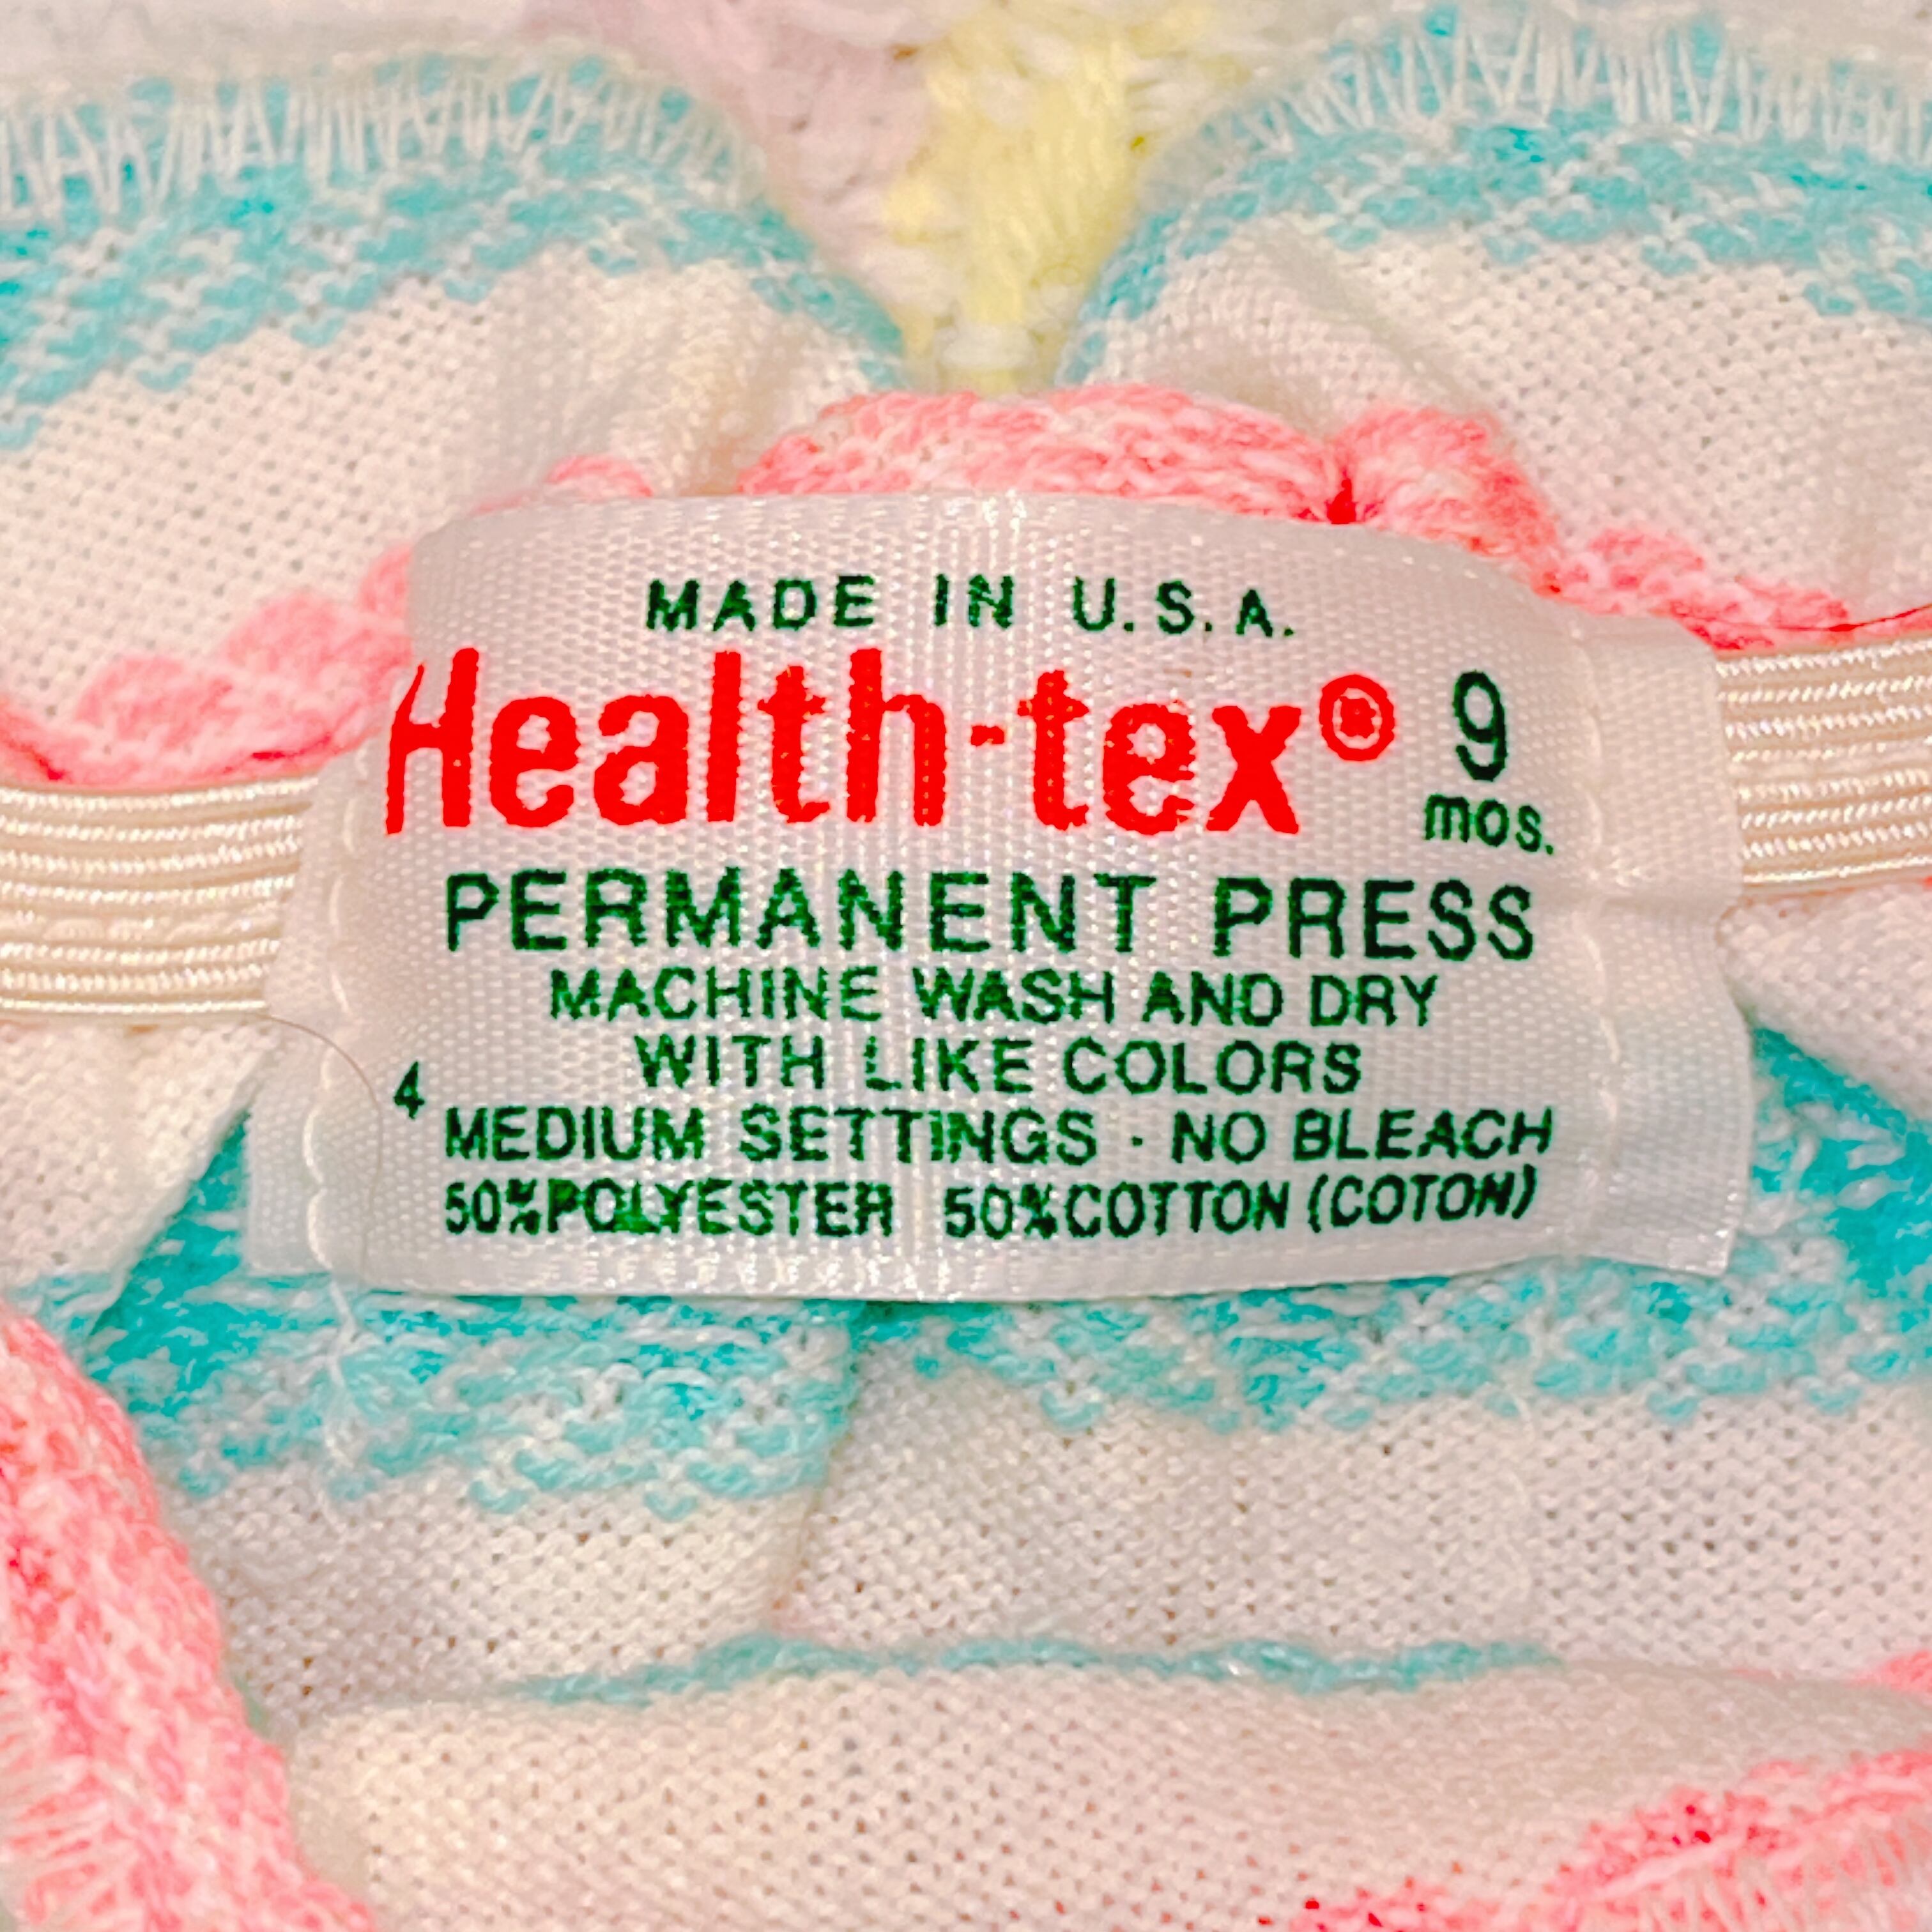 MADE IN U.S.A.
Health-tex® 9
mos.
PERMANENT PRESS
MACHINE WASH AND DRY
WITH LIKE COLORS
4
MEDIUM SETTINGS · NO BLEACH
50%POLYESTER 50%COTTON (COTON)